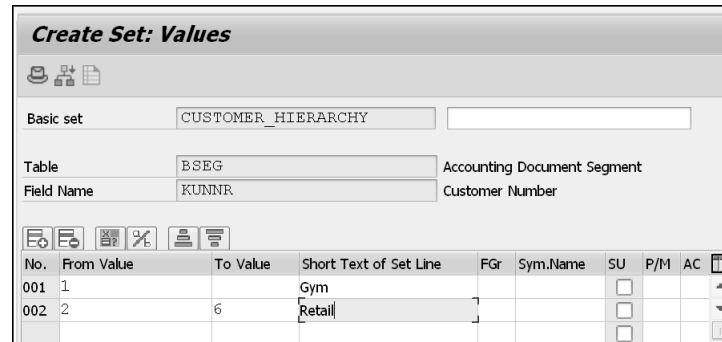 Create Set: Values
Basic set CUSTOMER_HIERARCHY
Table BSEG Accounting Document Segment
Field Name KUNNR Customer Number
No. From Value To Value Short Text of Set Line FGr Sym.Name SU P/M AC
001 1 Gym
002 2 6 Retail